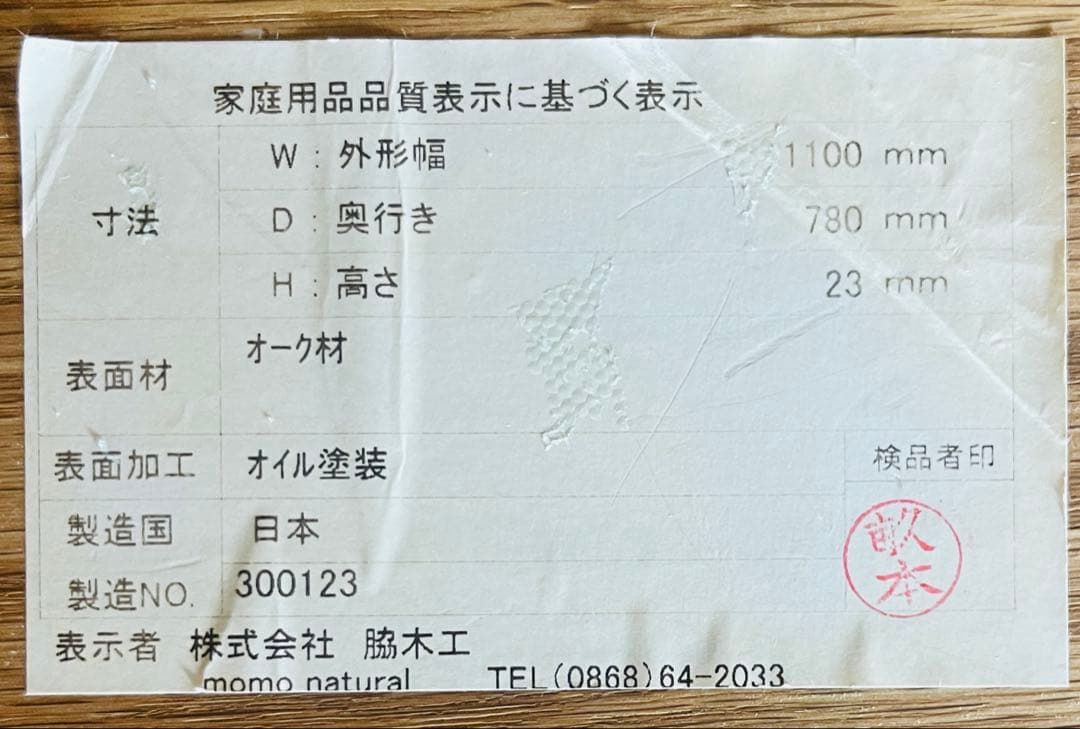 家庭用品品質表示に基づく表示
寸法
W : 外形幅 1100 mm
D : 奥行き 780 mm
H : 高さ 23 mm
表面材 オーク材
表面加工 オイル塗装
検品者印
製造国 日本
畝本
製造NO. 300123
表示者 株式会社 脇木工
momo natural TEL(0868)64-2033